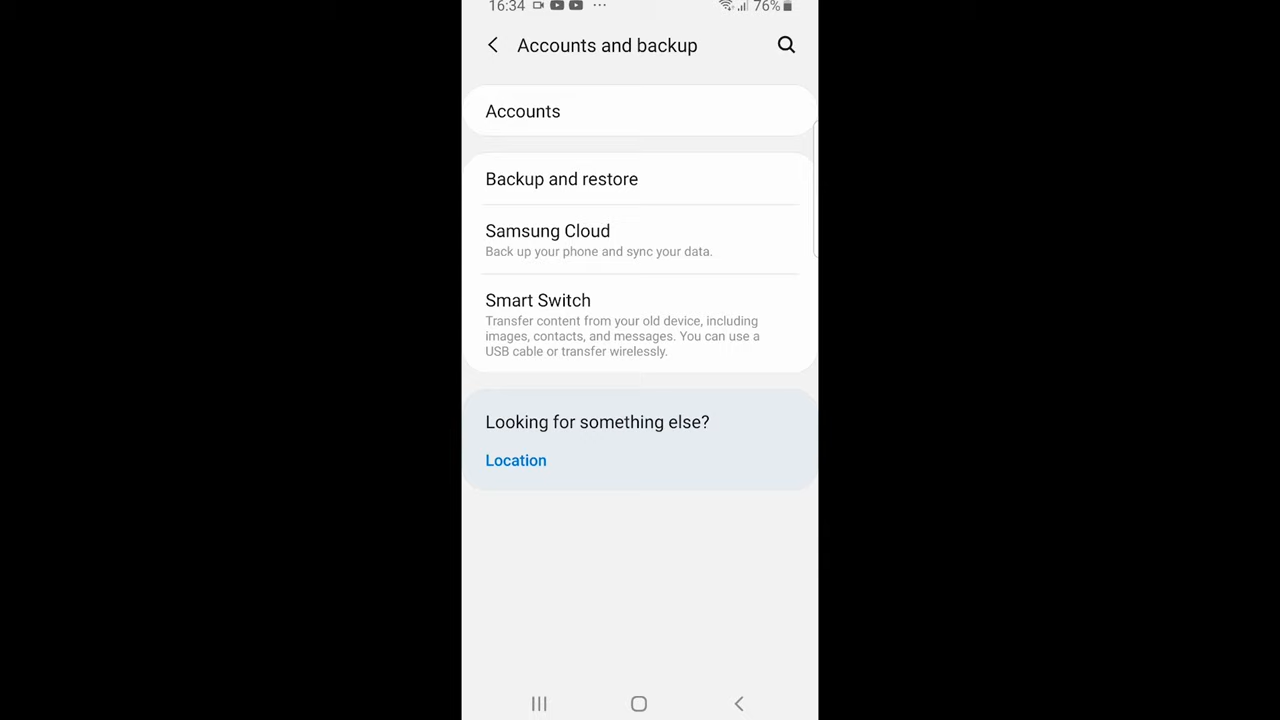 16:34 ... 76%
Accounts and backup
Accounts
Backup and restore
Samsung Cloud
Back up your phone and sync your data.
Smart Switch
Transfer content from your old device, including
images, contacts, and messages. You can use a
USB cable or transfer wirelessly.
Looking for something else?
Location